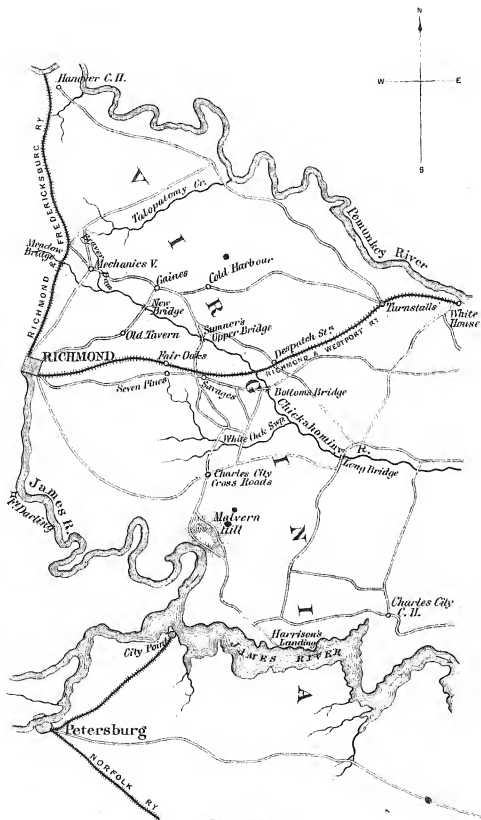 N
W
E
S
Hanover C.H.
RICHMOND & FREDERICKSBURG RY
V
Tolopatomy Cr.
Pomunkey River
I
Meadow Bridge
Beaver Dam
Mechanics V.
Gaines
Cold Harbour
R
New Bridge
Turnstalls
White House
Old Tavern
Sumner's Upper Bridge
RICHMOND
Fair Oaks
Despatch Stn.
RICHMOND & WESTPORT RY
Seven Pines
Savages
G
Bottoms Bridge
Chickahominy R.
White Oak Swp.
I
Long Bridge
Charles City Cross Roads
James R.
Ft. Darling
Malvern Hill
N
I
Charles City C.H.
Harrison's Landing
City Point
JAMES RIVER
A
Petersburg
NORFOLK RY